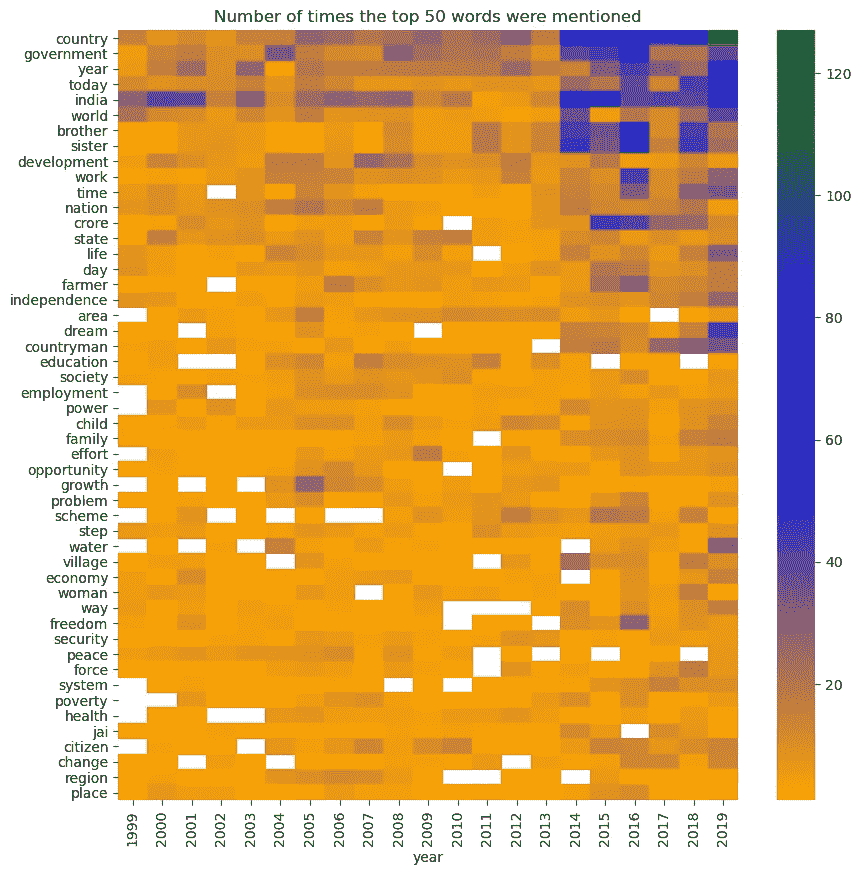 Number of times the top 50 words were mentioned
country
government
year
today
india
world
brother
sister
development
work
time
nation
crore
state
life
day
farmer
independence
area
dream
countryman
education
society
employment
power
child
family
effort
opportunity
growth
problem
scheme
step
water
village
economy
woman
way
freedom
security
peace
force
system
poverty
health
jai
citizen
change
region
place
1999 2000 2001 2002 2003 2004 2005 2006 2007 2008 2009 2010 2011 2012 2013 2014 2015 2016 2017 2018 2019
year
120
100
80
60
40
20